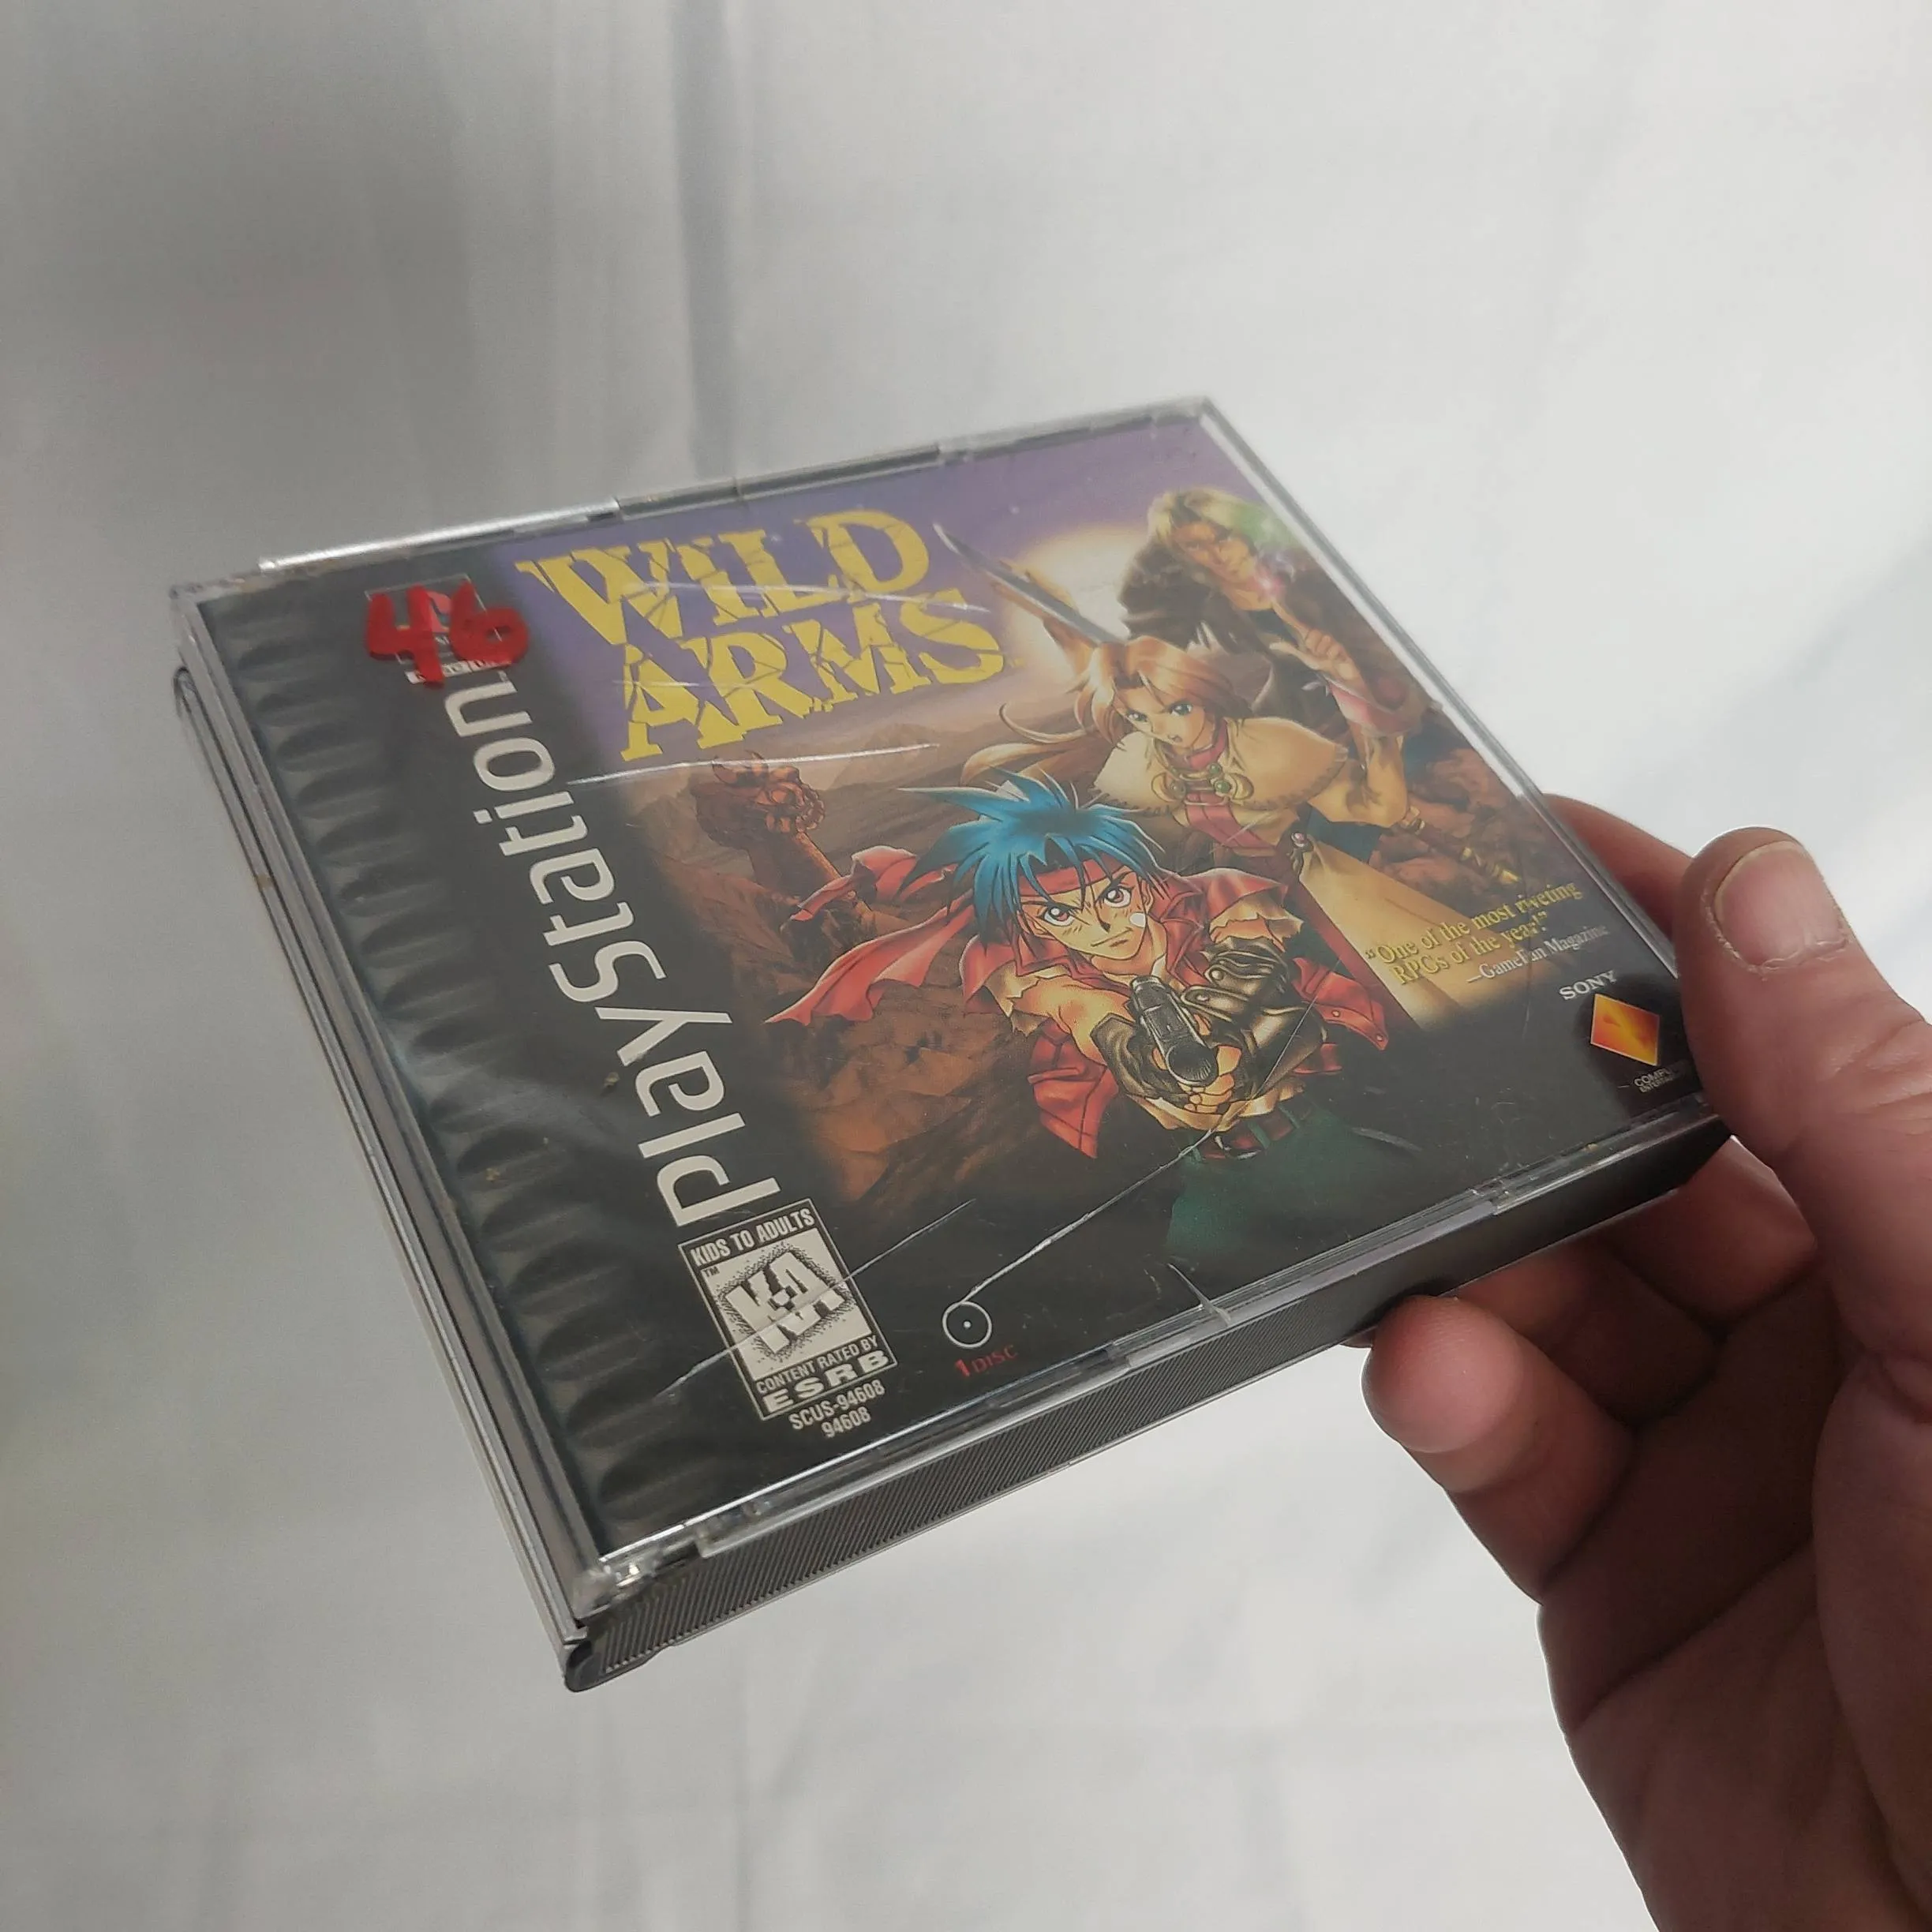 46
PlayStation
WILD
ARMS
"One of the most riveting
RPGs of the year!"
—GameFan Magazine
SONY
KIDS TO ADULTS
TM
K-A
CONTENT RATED BY
ESRB
SCUS-94608
94608
1 DISC